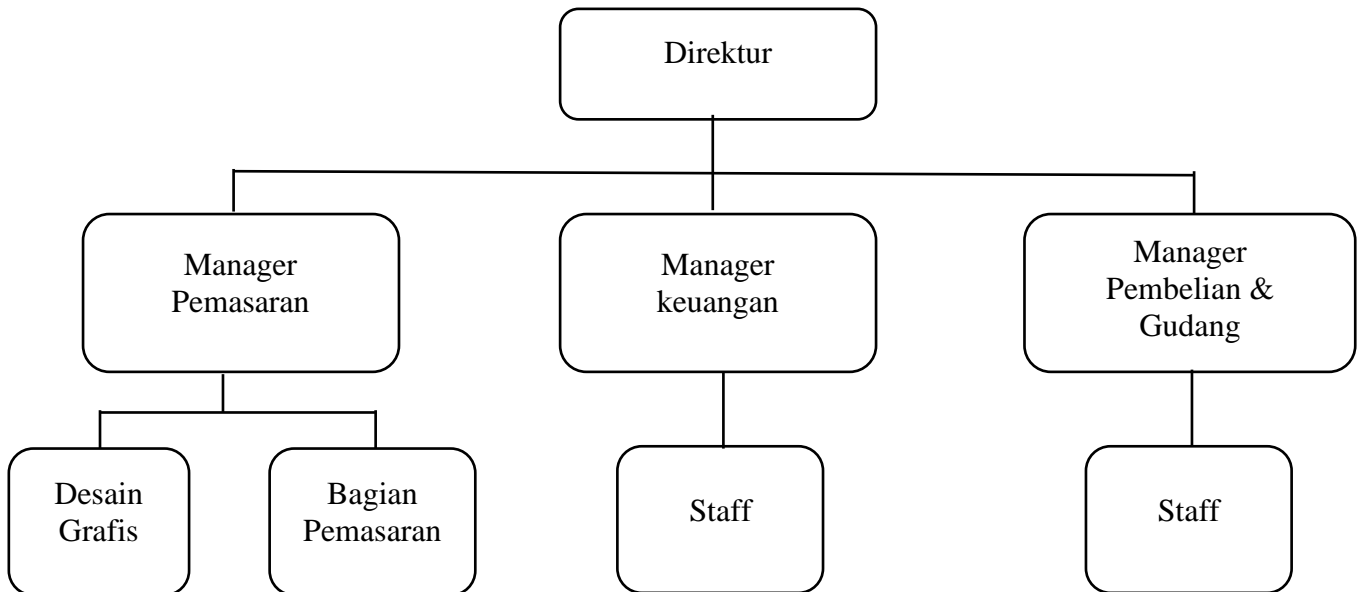 Direktur
Manager
Pemasaran
Manager
keuangan
Manager
Pembelian &
Gudang
Desain
Grafis
Bagian
Pemasaran
Staff
Staff